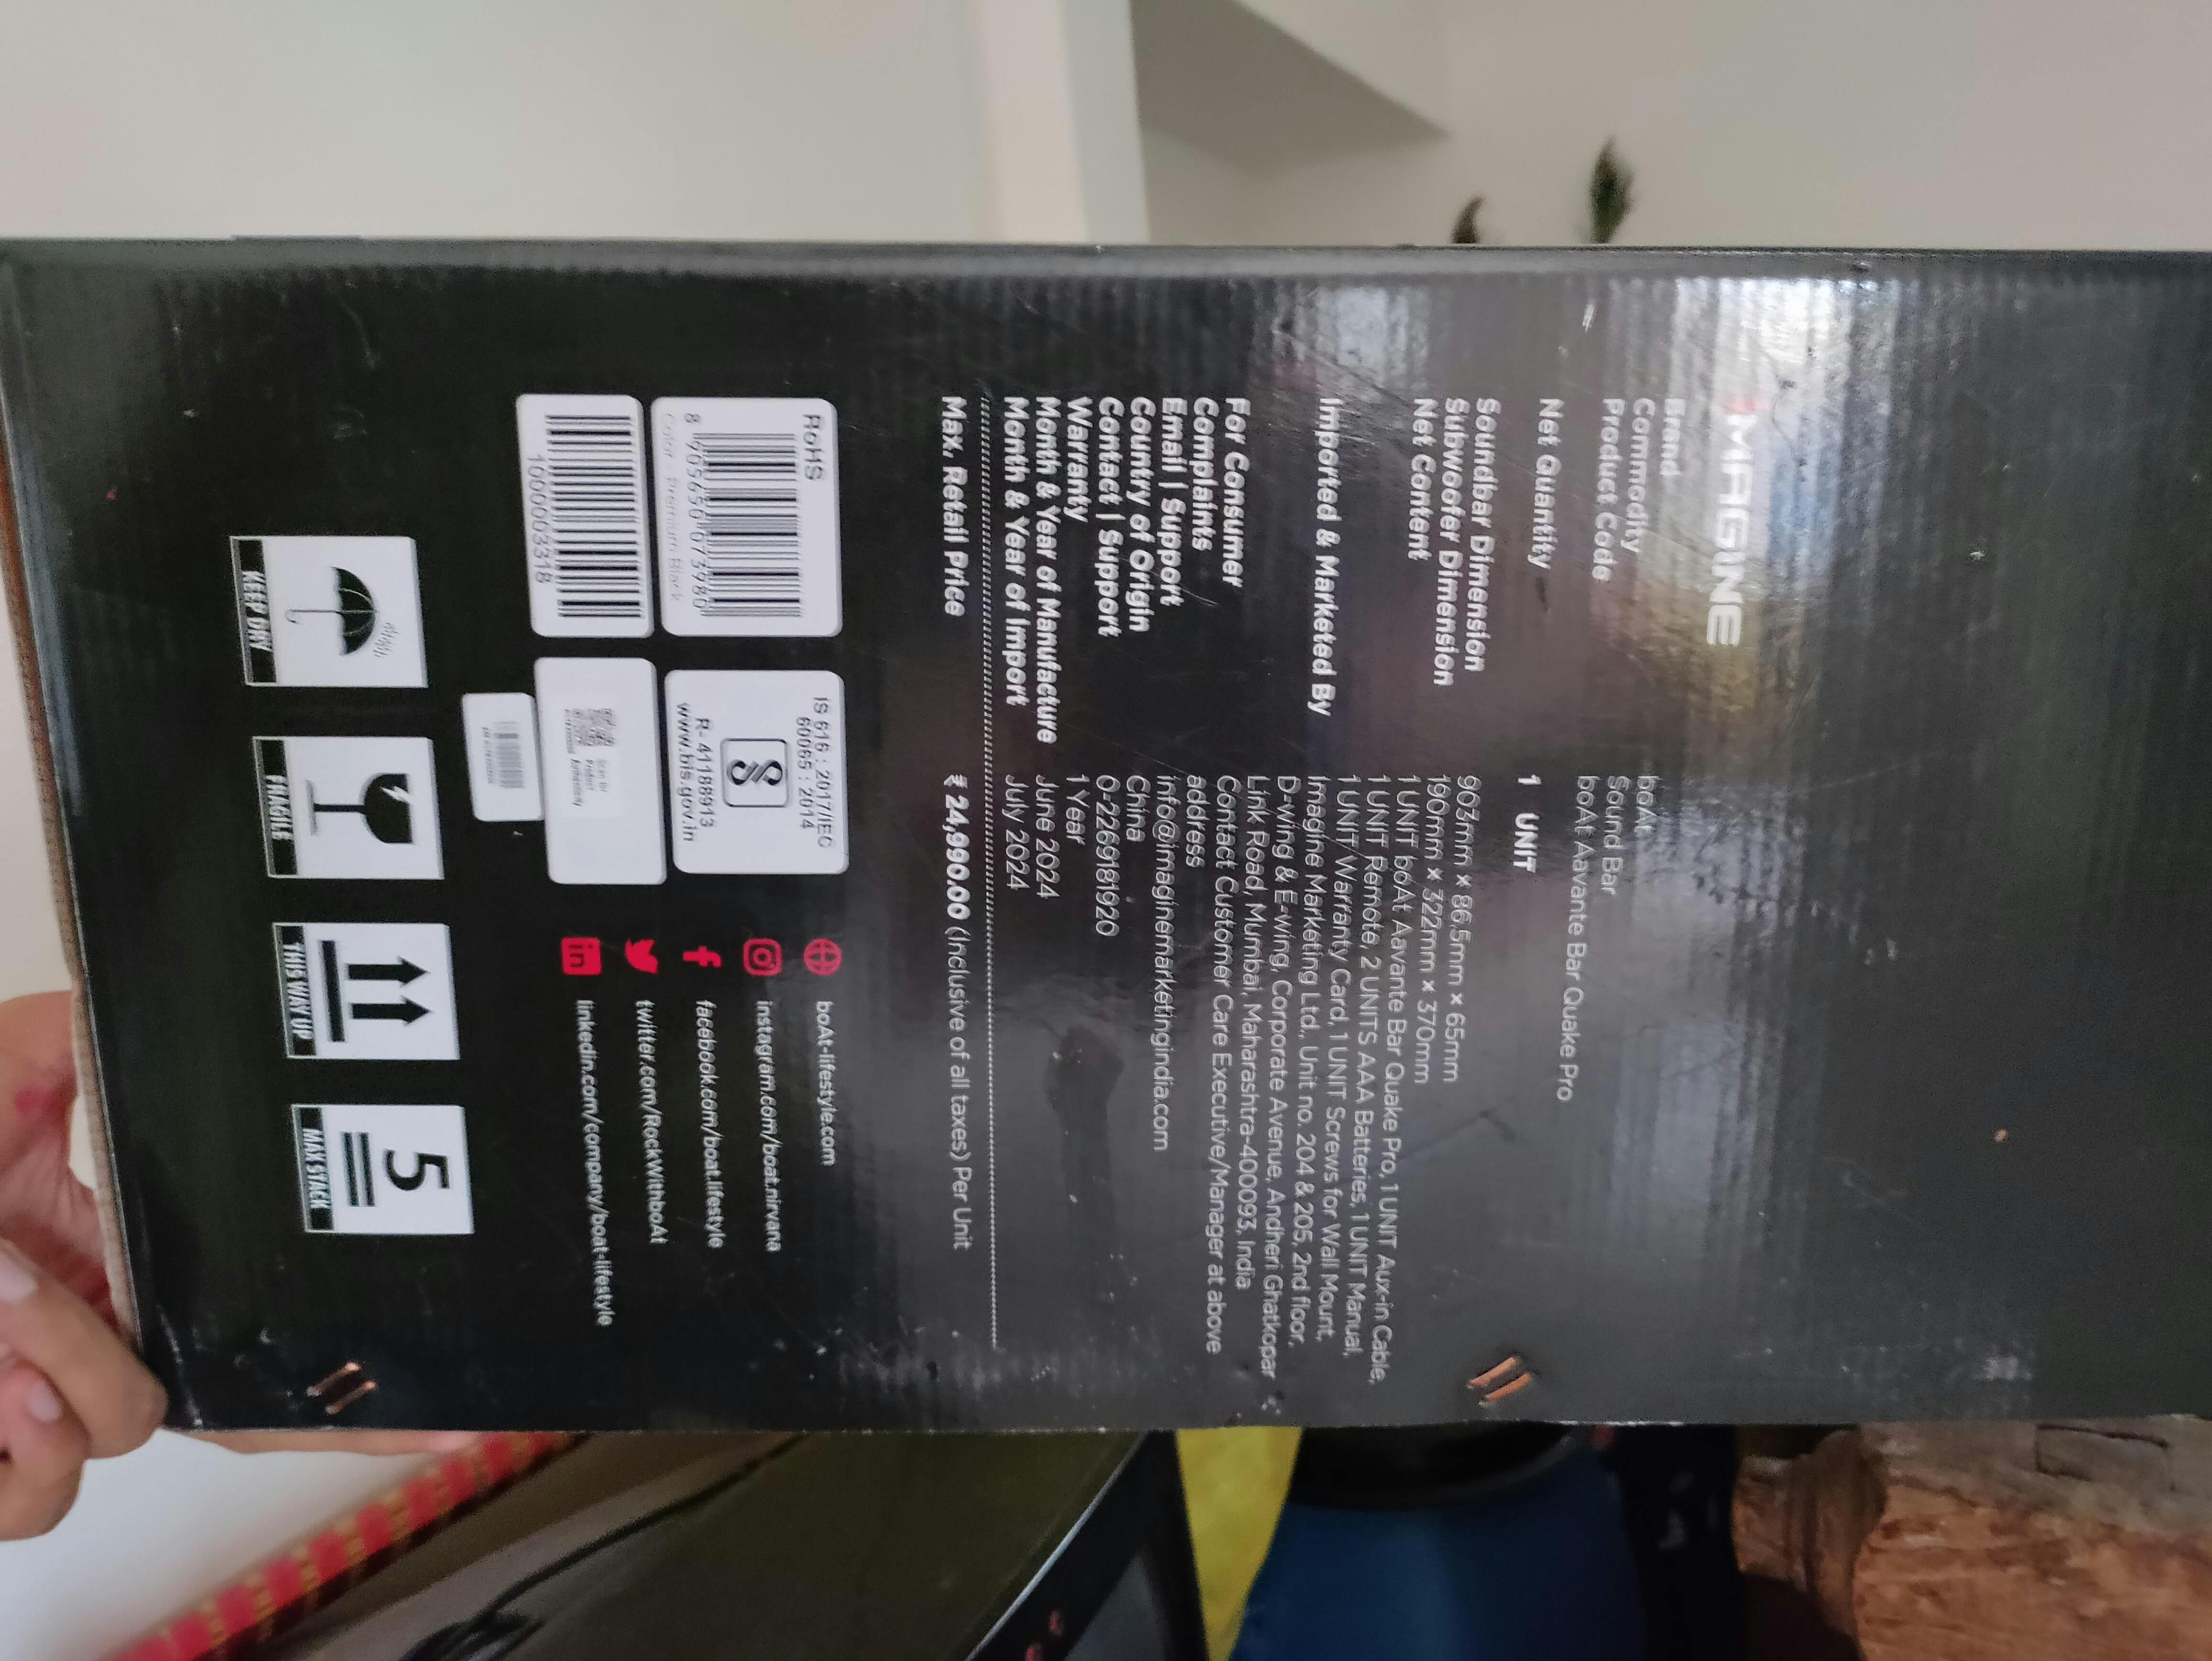 IMAGINE
Brand boAt
Commodity Sound Bar
Product Code boAt Aavante Bar Quake Pro
Net Quantity 1 UNIT
Soundbar Dimension 903mm × 86.5mm × 65mm
Subwoofer Dimension 190mm × 322mm × 370mm
Net Content 1 UNIT boAt Aavante Bar Quake Pro, 1 UNIT Aux-in Cable,
1 UNIT Remote, 2 UNITS AAA Batteries, 1 UNIT Manual,
1 UNIT Warranty Card, 1 UNIT Screws for Wall Mount,
Imported & Marketed By Imagine Marketing Ltd., Unit no. 204 & 205, 2nd floor,
D-wing & E-wing, Corporate Avenue, Andheri Ghatkopar
Link Road, Mumbai, Maharashtra-400093, India
For Consumer Contact Customer Care Executive/Manager at above
Complaints address
Email | Support info@imaginemarketingindia.com
Country of Origin China
Contact | Support 0-2269181920
Warranty 1 Year
Month & Year of Manufacture June 2024
Month & Year of Import July 2024
Max. Retail Price ₹ 24,990.00 (Inclusive of all taxes) Per Unit
RoHS
8 905650 073980
Color - Premium Black
1000003318
IS 616 : 2017/IEC
60065 : 2014
R-41188913
www.bis.gov.in
Scan for
Product
Authenticity
boAt-lifestyle.com
instagram.com/boat.nirvana
facebook.com/boat.lifestyle
twitter.com/RockWithboAt
linkedin.com/company/boat-lifestyle
KEEP DRY
FRAGILE
THIS WAY UP
5
MAX STACK